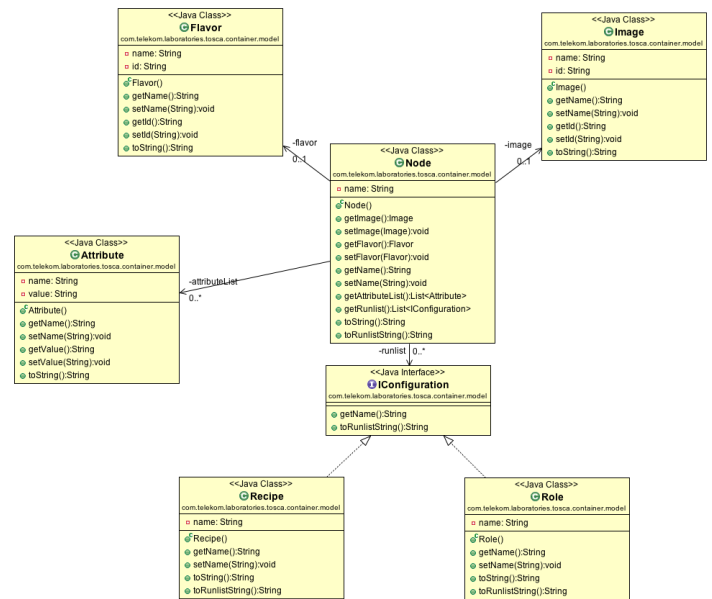 <<Java Class>>
Flavor
com.telekom.laboratories.tosca.container.model
name: String
id: String
Flavor()
getName():String
setName(String):void
getId():String
setId(String):void
toString():String
<<Java Class>>
Image
com.telekom.laboratories.tosca.container.model
name: String
id: String
Image()
getName():String
setName(String):void
getId():String
setId(String):void
toString():String
-flavor
0..1
-image
0..1
<<Java Class>>
Node
com.telekom.laboratories.tosca.container.model
name: String
Node()
getImage():Image
setImage(Image):void
getFlavor():Flavor
setFlavor(Flavor):void
getName():String
setName(String):void
getAttributeList():List<Attribute>
getRunlist():List<IConfiguration>
toString():String
toRunlistString():String
<<Java Class>>
Attribute
com.telekom.laboratories.tosca.container.model
name: String
value: String
Attribute()
getName():String
setName(String):void
getValue():String
setValue(String):void
toString():String
-attributeList
0..*
-runlist
0..*
<<Java Interface>>
IConfiguration
com.telekom.laboratories.tosca.container.model
getName():String
toRunlistString():String
<<Java Class>>
Recipe
com.telekom.laboratories.tosca.container.model
name: String
Recipe()
getName():String
setName(String):void
toString():String
toRunlistString():String
<<Java Class>>
Role
com.telekom.laboratories.tosca.container.model
name: String
Role()
getName():String
setName(String):void
toString():String
toRunlistString():String